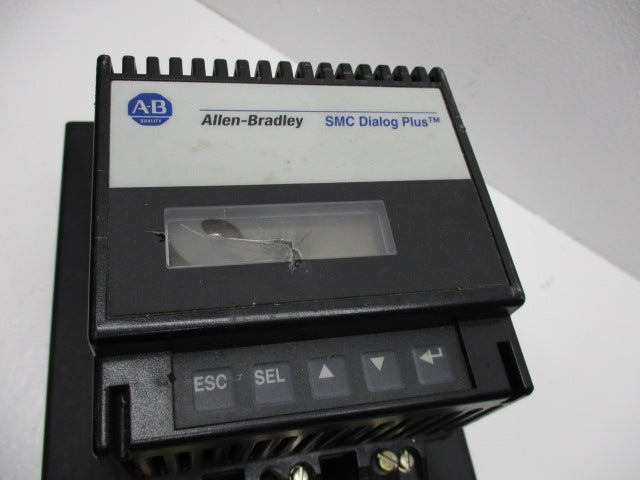 A-B
QUALITY
Allen-Bradley SMC Dialog Plus™
ESC SEL